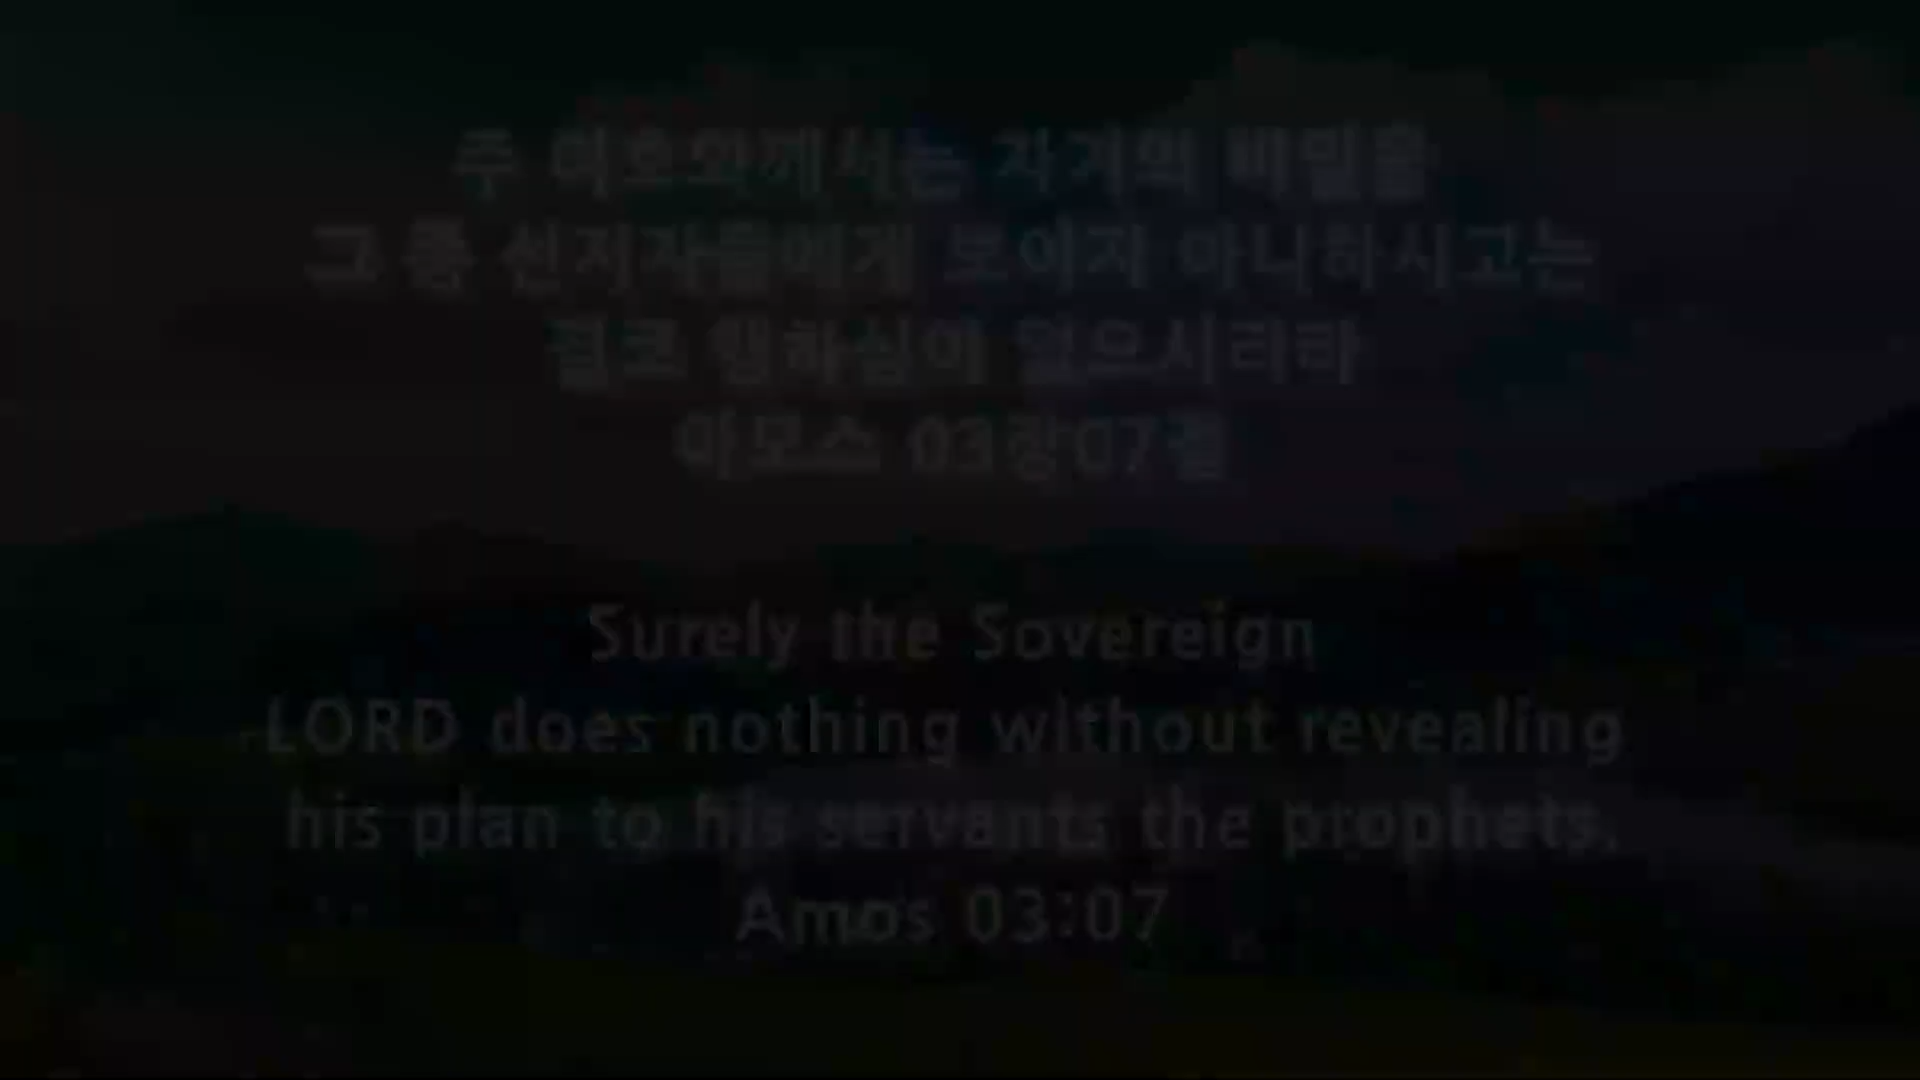 주 여호와께서는 자기의 비밀을
그 종 선지자들에게 보이지 아니하시고는
결코 행하심이 없으시리라
아모스 03장07절
Surely the Sovereign
LORD does nothing without revealing
his plan to his servants the prophets.
Amos 03:07